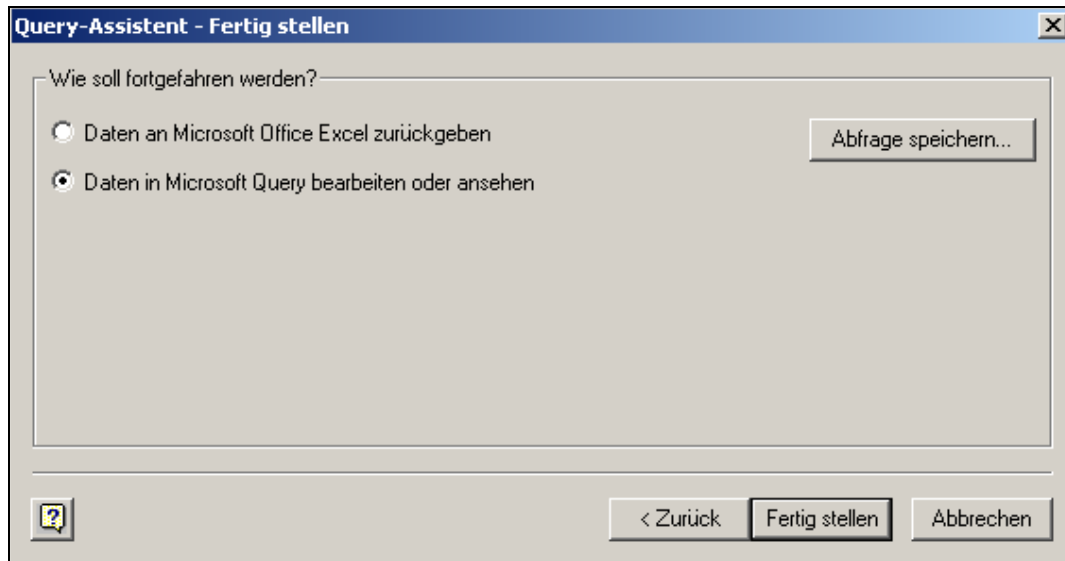 Query-Assistent - Fertig stellen
Wie soll fortgefahren werden?
Daten an Microsoft Office Excel zurückgeben
Abfrage speichern...
Daten in Microsoft Query bearbeiten oder ansehen
?
< Zurück
Fertig stellen
Abbrechen